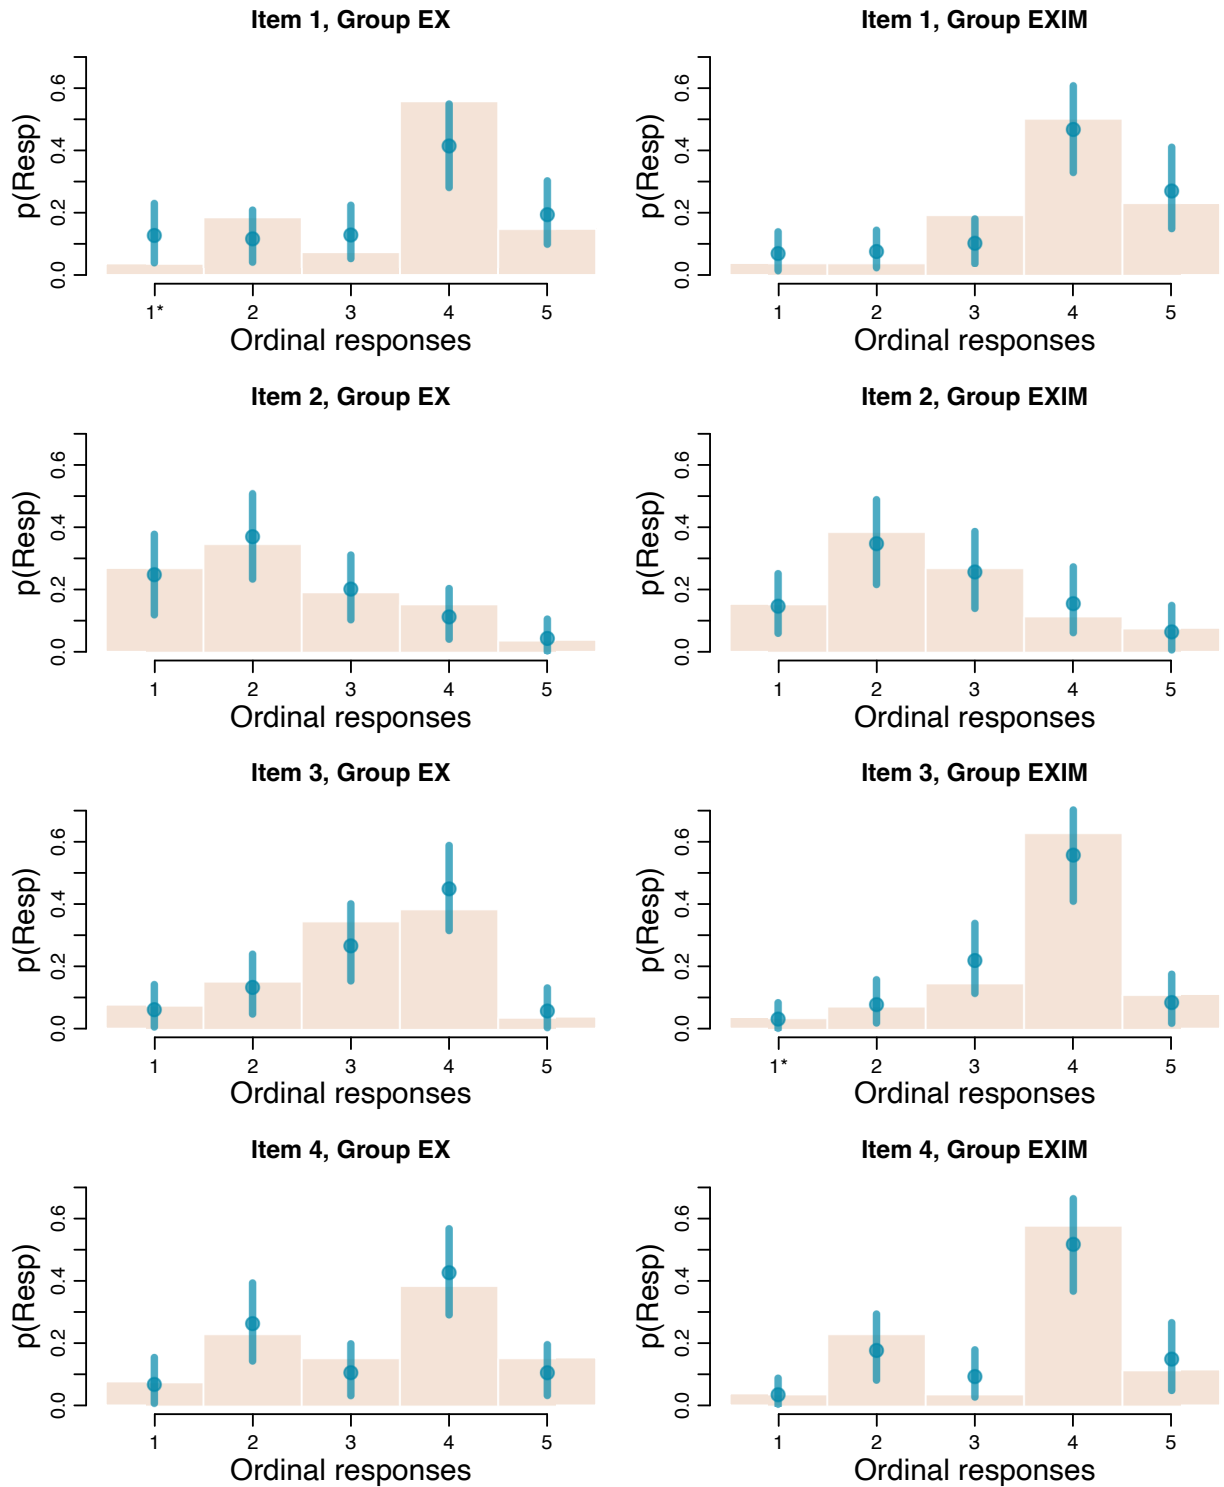 Item 1, Group EX
p(Resp)
0.0 0.2 0.4 0.6
1* 2 3 4 5
Ordinal responses
Item 1, Group EXIM
p(Resp)
0.0 0.2 0.4 0.6
1 2 3 4 5
Ordinal responses
Item 2, Group EX
p(Resp)
0.0 0.2 0.4 0.6
1 2 3 4 5
Ordinal responses
Item 2, Group EXIM
p(Resp)
0.0 0.2 0.4 0.6
1 2 3 4 5
Ordinal responses
Item 3, Group EX
p(Resp)
0.0 0.2 0.4 0.6
1 2 3 4 5
Ordinal responses
Item 3, Group EXIM
p(Resp)
0.0 0.2 0.4 0.6
1* 2 3 4 5
Ordinal responses
Item 4, Group EX
p(Resp)
0.0 0.2 0.4 0.6
1 2 3 4 5
Ordinal responses
Item 4, Group EXIM
p(Resp)
0.0 0.2 0.4 0.6
1 2 3 4 5
Ordinal responses